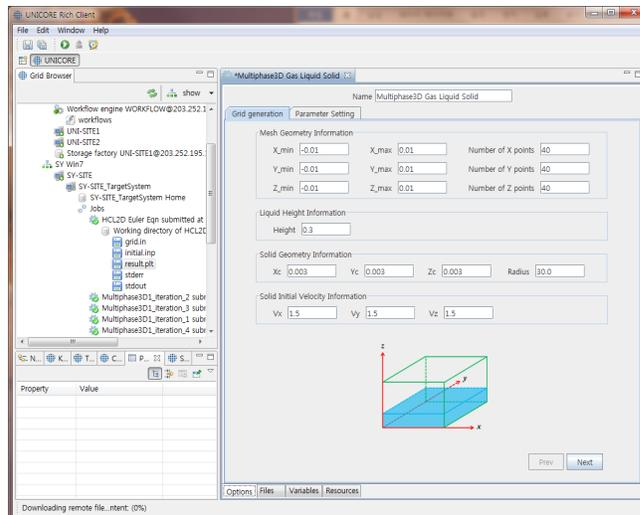 UNICORE Rich Client
File Edit Window Help
UNICORE
Grid Browser
show
Workflow engine WORKFLOW@203.252.1
workflows
UNI-SITE1
UNI-SITE2
Storage factory UNI-SITE1@203.252.195.
SY Win7
SY-SITE
SY-SITE_TargetSystem
SY-SITE_TargetSystem Home
Jobs
HCL2D Euler Eqn submitted at
Working directory of HCL2D
grid.in
initial.inp
result.plt
stderr
stdout
Multiphase3D1_iteration_2 subr
Multiphase3D1_iteration_3 subr
Multiphase3D1_iteration_1 subr
Multiphase3D1_iteration_4 subr
N... K... T... C... P... S...
Property Value
Downloading remote file...ntent: (0%)
*Multiphase3D Gas Liquid Solid
Name Multiphase3D Gas Liquid Solid
Grid generation Parameter Setting
Mesh Geometry Information
X_min -0.01 X_max 0.01 Number of X points 40
Y_min -0.01 Y_max 0.01 Number of Y points 40
Z_min -0.01 Z_max 0.01 Number of Z points 40
Liquid Height Information
Height 0.3
Solid Geometry Information
Xc 0.003 Yc 0.003 Zc 0.003 Radius 30.0
Solid Initial Velocity Information
Vx 1.5 Vy 1.5 Vz 1.5
z
y
x
Prev Next
Options Files Variables Resources